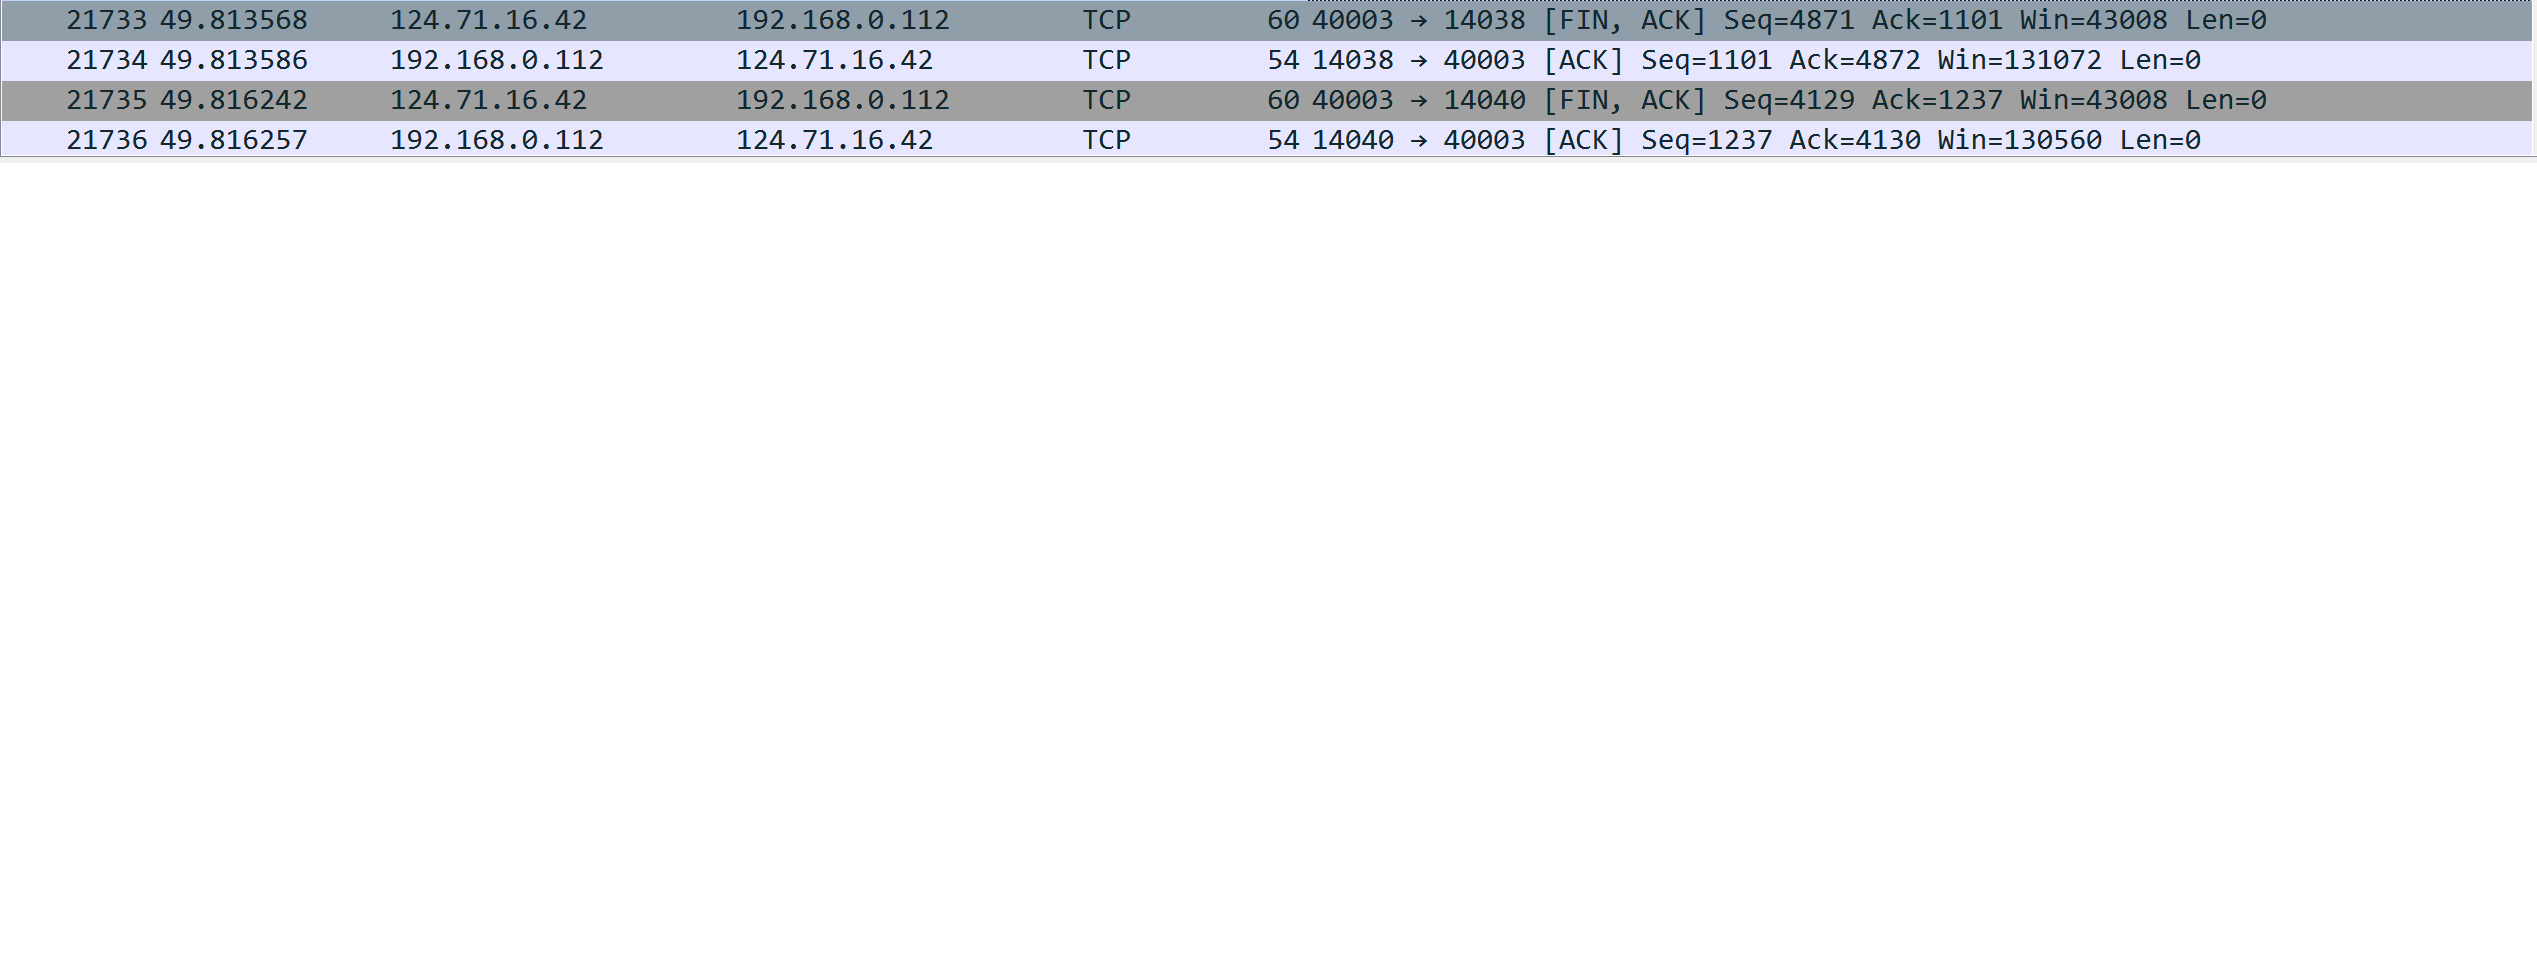 21733 49.813568 124.71.16.42 192.168.0.112 TCP 60 40003 → 14038 [FIN, ACK] Seq=4871 Ack=1101 Win=43008 Len=0
21734 49.813586 192.168.0.112 124.71.16.42 TCP 54 14038 → 40003 [ACK] Seq=1101 Ack=4872 Win=131072 Len=0
21735 49.816242 124.71.16.42 192.168.0.112 TCP 60 40003 → 14040 [FIN, ACK] Seq=4129 Ack=1237 Win=43008 Len=0
21736 49.816257 192.168.0.112 124.71.16.42 TCP 54 14040 → 40003 [ACK] Seq=1237 Ack=4130 Win=130560 Len=0